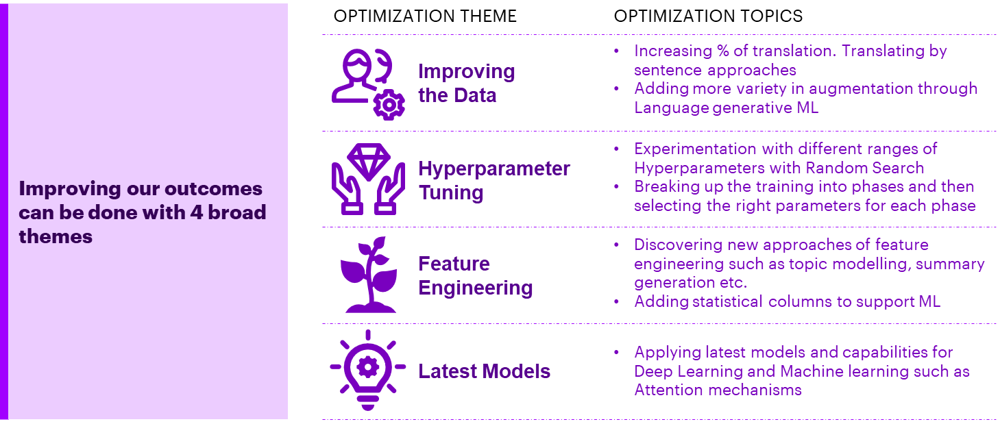 Improving our outcomes
can be done with 4 broad
themes
OPTIMIZATION THEME
OPTIMIZATION TOPICS
Improving
the Data
• Increasing % of translation. Translating by
sentence approaches
• Adding more variety in augmentation through
Language generative ML
Hyperparameter
Tuning
• Experimentation with different ranges of
Hyperparameters with Random Search
• Breaking up the training into phases and then
selecting the right parameters for each phase
Feature
Engineering
• Discovering new approaches of feature
engineering such as topic modelling, summary
generation etc.
• Adding statistical columns to support ML
Latest Models
• Applying latest models and capabilities for
Deep Learning and Machine learning such as
Attention mechanisms